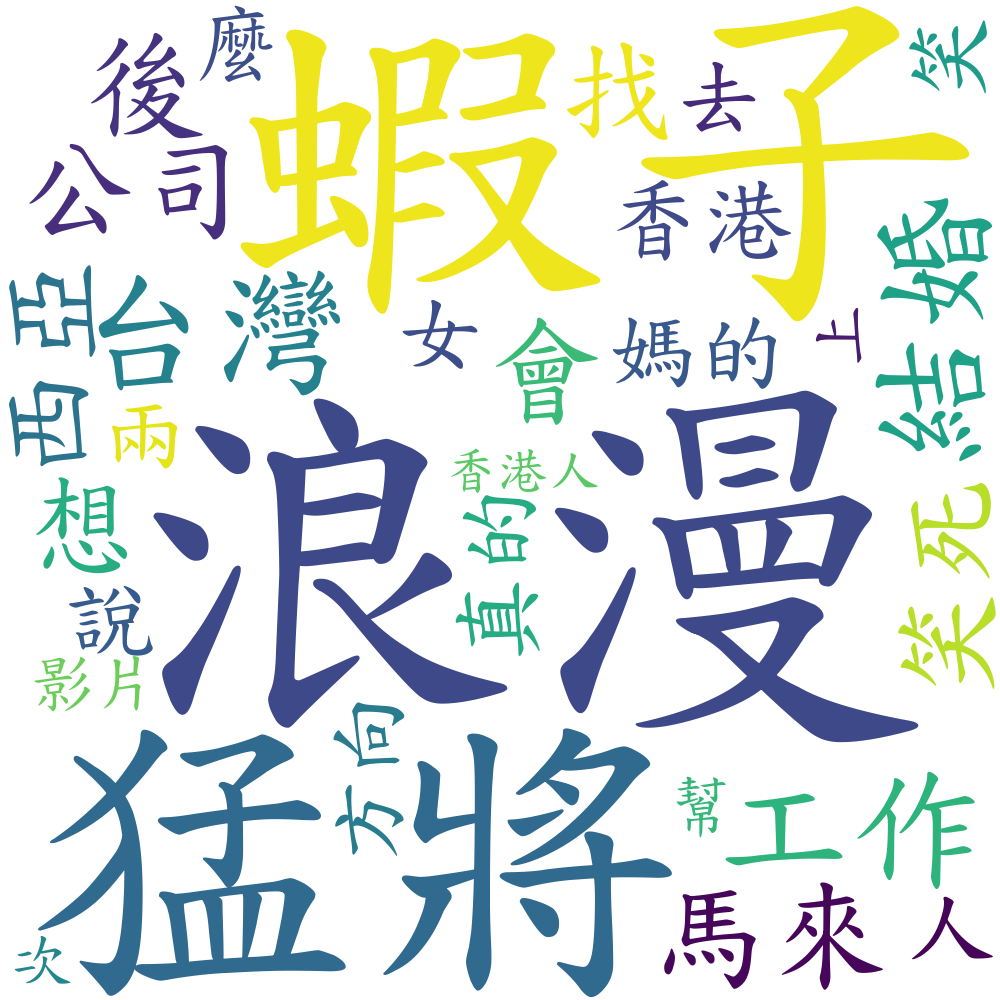 麼
蝦子
找
去
笑
後
公司
香港
結婚
西亞
台灣
女
會
媽的
上
兩
浪漫
香港人
想
真的
笑死
說
影片
方向
猛將
幫
工作
馬來人
次